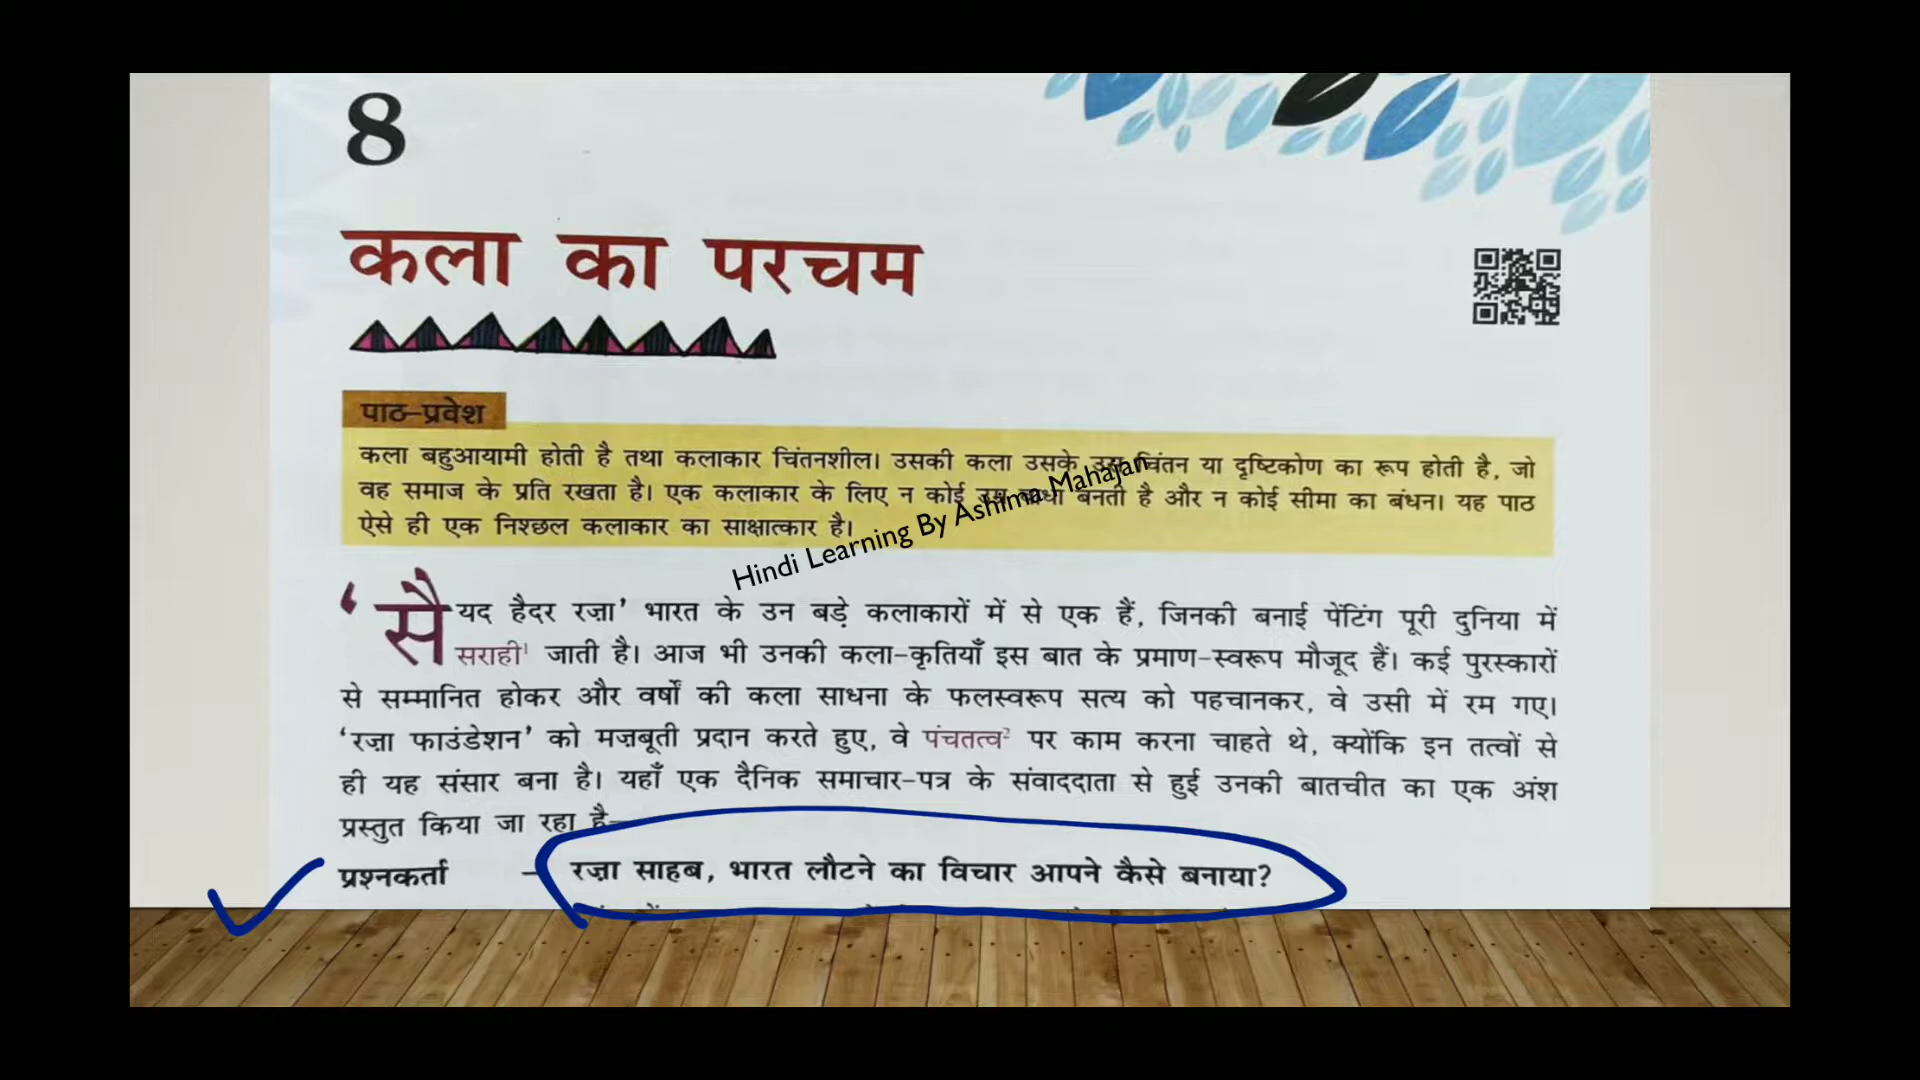 8
कला का परचम
पाठ-प्रवेश
कला बहुआयामी होती है तथा कलाकार चिंतनशील। उसकी कला उसके उस चिंतन या दृष्टिकोण का रूप होती है, जो
वह समाज के प्रति रखता है। एक कलाकार के लिए न कोई बाधा बनती है और न कोई सीमा का बंधन। यह पाठ
ऐसे ही एक निश्छल कलाकार का साक्षात्कार है।
Hindi Learning By Ashima Mahajan
‘सैयद हैदर रज़ा’ भारत के उन बड़े कलाकारों में से एक हैं, जिनकी बनाई पेंटिंग पूरी दुनिया में
सराही¹ जाती है। आज भी उनकी कला-कृतियाँ इस बात के प्रमाण-स्वरूप मौजूद हैं। कई पुरस्कारों
से सम्मानित होकर और वर्षों की कला साधना के फलस्वरूप सत्य को पहचानकर, वे उसी में रम गए।
‘रज़ा फाउंडेशन’ को मज़बूती प्रदान करते हुए, वे पंचतत्व² पर काम करना चाहते थे, क्योंकि इन तत्वों से
ही यह संसार बना है। यहाँ एक दैनिक समाचार-पत्र के संवाददाता से हुई उनकी बातचीत का एक अंश
प्रस्तुत किया जा रहा है–
प्रश्नकर्ता – रज़ा साहब, भारत लौटने का विचार आपने कैसे बनाया?